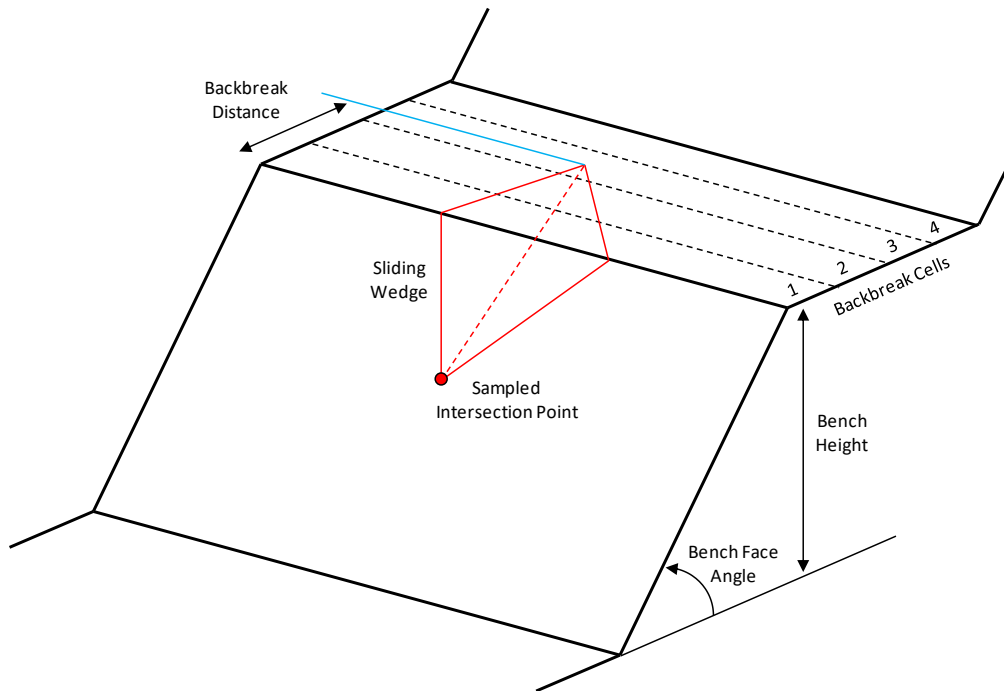 Backbreak
Distance
Sliding
Wedge
1
2
3
4
Backbreak Cells
Sampled
Intersection Point
Bench
Height
Bench Face
Angle